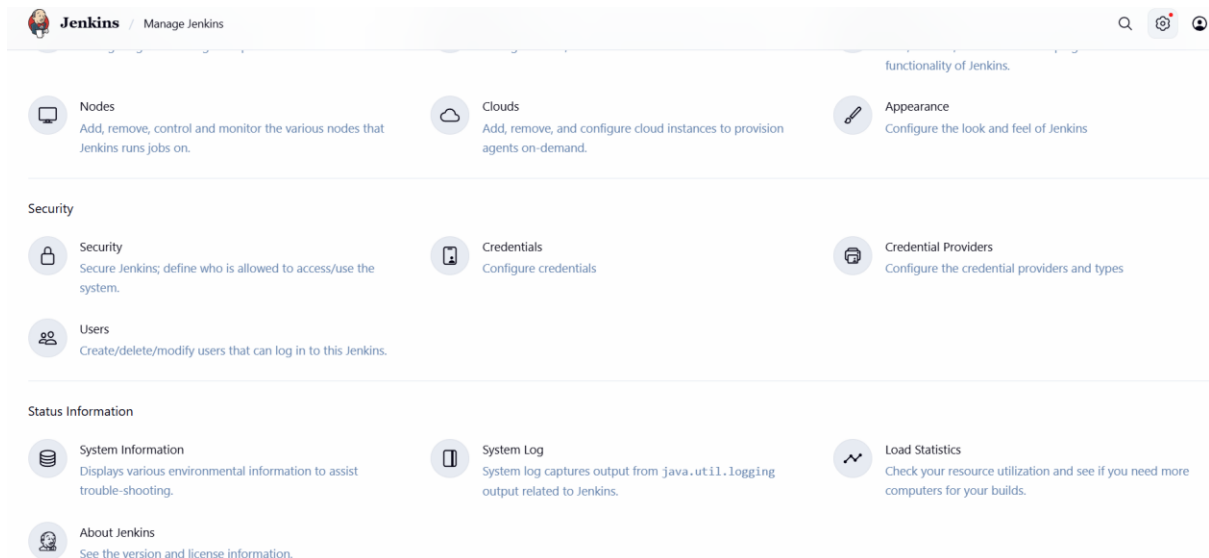 Jenkins / Manage Jenkins
functionality of Jenkins.
Nodes
Add, remove, control and monitor the various nodes that
Jenkins runs jobs on.
Clouds
Add, remove, and configure cloud instances to provision
agents on-demand.
Appearance
Configure the look and feel of Jenkins
Security
Security
Secure Jenkins; define who is allowed to access/use the
system.
Credentials
Configure credentials
Credential Providers
Configure the credential providers and types
Users
Create/delete/modify users that can log in to this Jenkins.
Status Information
System Information
Displays various environmental information to assist
trouble-shooting.
System Log
System log captures output from java.util.logging
output related to Jenkins.
Load Statistics
Check your resource utilization and see if you need more
computers for your builds.
About Jenkins
See the version and license information.